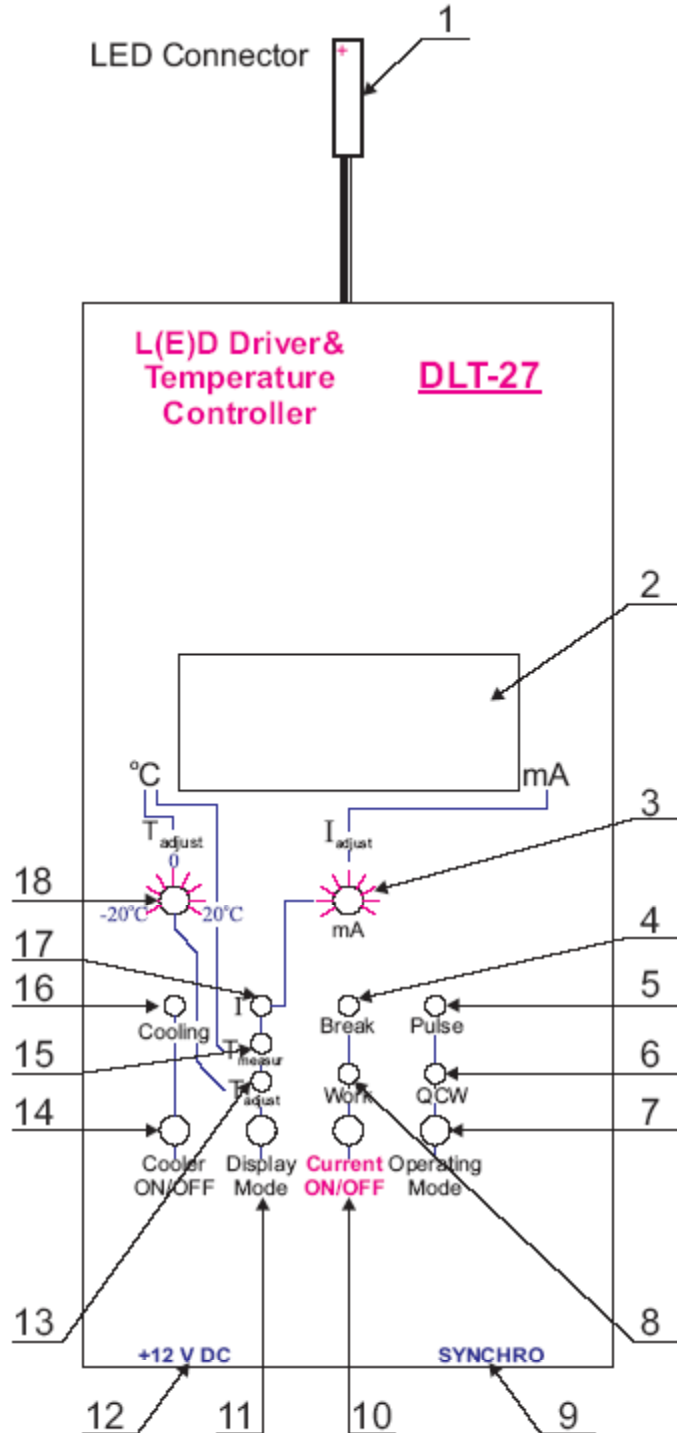 1
LED Connector
+
L(E)D Driver&
Temperature
Controller
DLT-27
2
°C
mA
3
T adjust
I adjust
0
18
-20°C
20°C
mA
4
17
16
I
5
Cooling
Break
Pulse
15
T measur
6
T adjust
Work
QCW
14
7
Cooler
ON/OFF
Display
Mode
Current
ON/OFF
Operating
Mode
13
8
+12 V DC
SYNCHRO
12
11
10
9